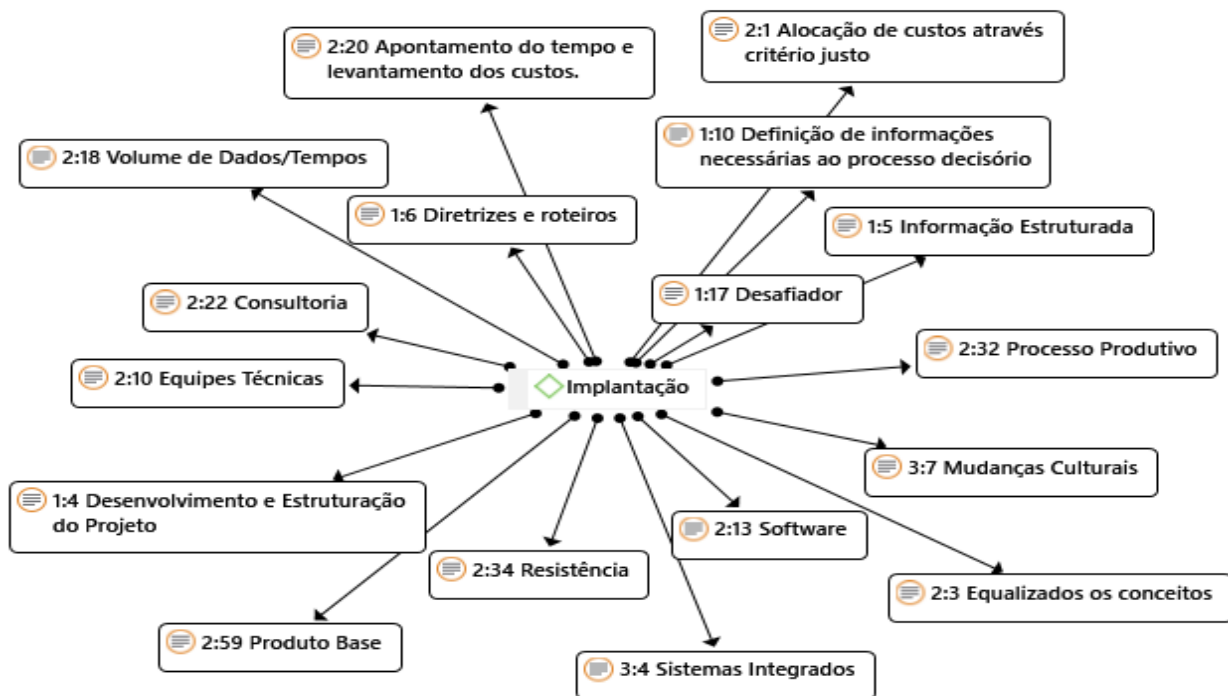 2:20 Apontamento do tempo e
levantamento dos custos.
2:1 Alocação de custos através
critério justo
2:18 Volume de Dados/Tempos
1:10 Definição de informações
necessárias ao processo decisório
1:6 Diretrizes e roteiros
1:5 Informação Estruturada
2:22 Consultoria
1:17 Desafiador
2:32 Processo Produtivo
2:10 Equipes Técnicas
Implantação
3:7 Mudanças Culturais
1:4 Desenvolvimento e Estruturação
do Projeto
2:13 Software
2:34 Resistência
2:3 Equalizados os conceitos
2:59 Produto Base
3:4 Sistemas Integrados